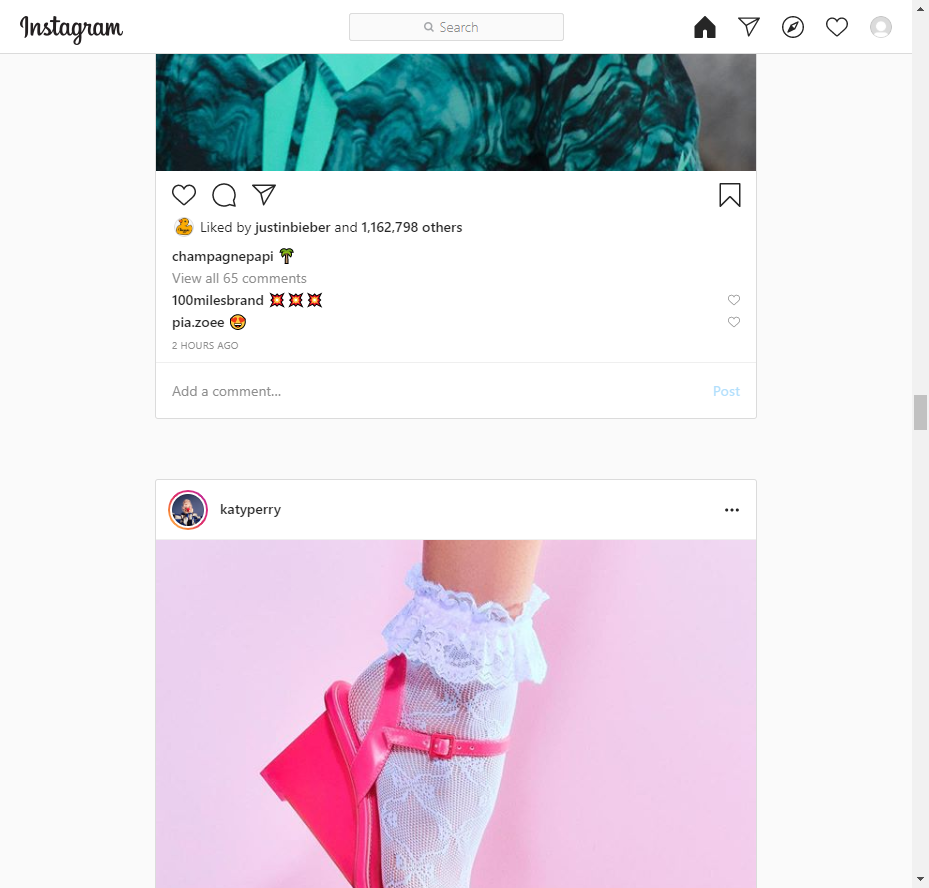 Instagram
Search
Liked by justinbieber and 1,162,798 others
champagnepapi 🌴
View all 65 comments
100milesbrand 💥💥💥
pia.zoee 😍
2 HOURS AGO
Add a comment... Post
katyperry